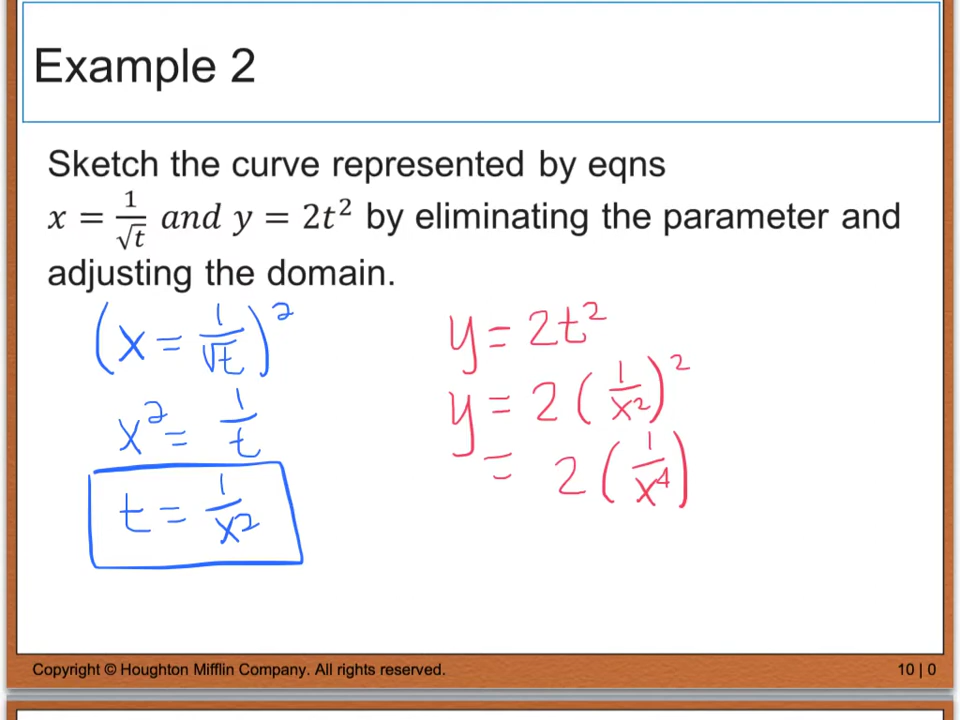 Example 2
Sketch the curve represented by eqns
x = 1/√t and y = 2t² by eliminating the parameter and
adjusting the domain.
(x = 1/√t)²
x² = 1/t
t = 1/x²
y = 2t²
y = 2(1/x²)²
= 2(1/x⁴)
Copyright © Houghton Mifflin Company. All rights reserved.
10 | 0